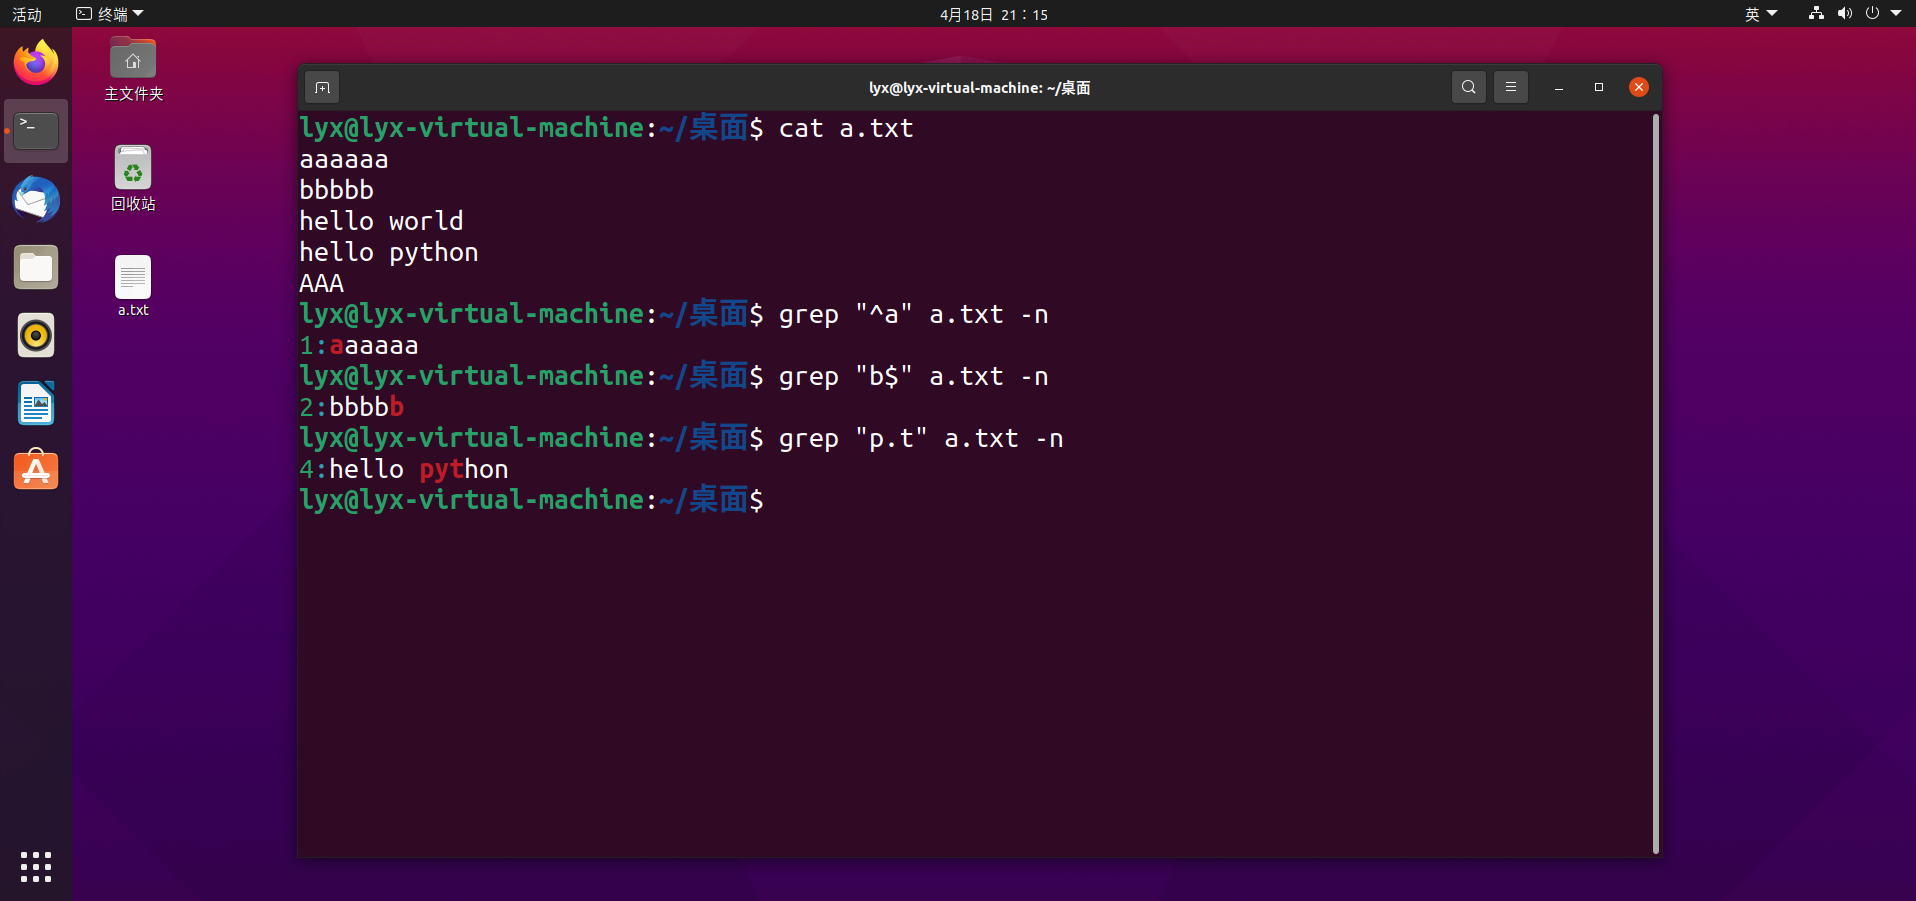 活动
终端
4月18日 21：15
英
主文件夹
回收站
a.txt
lyx@lyx-virtual-machine: ~/桌面
lyx@lyx-virtual-machine:~/桌面$ cat a.txt
aaaaaa
bbbbb
hello world
hello python
AAA
lyx@lyx-virtual-machine:~/桌面$ grep "^a" a.txt -n
1:aaaaaa
lyx@lyx-virtual-machine:~/桌面$ grep "b$" a.txt -n
2:bbbbb
lyx@lyx-virtual-machine:~/桌面$ grep "p.t" a.txt -n
4:hello python
lyx@lyx-virtual-machine:~/桌面$